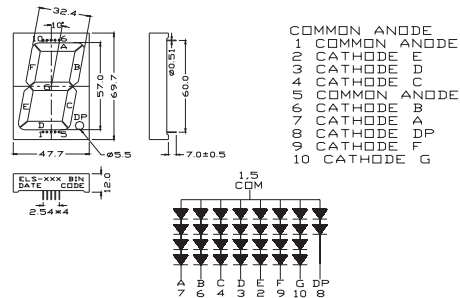 32.4
10°
10 6
A
F B
G
E C
D DP
1 5
57.0
69.7
47.7
ø5.5
ø0.51
60.0
7.0±0.5
COMMON ANODE
1 COMMON ANODE
2 CATHODE E
3 CATHODE D
4 CATHODE C
5 COMMON ANODE
6 CATHODE B
7 CATHODE A
8 CATHODE DP
9 CATHODE F
10 CATHODE G
ELS-XXX BIN
DATE CODE
12.0
2.54*4
1,5
COM
A B C D E F G DP
7 6 4 3 2 9 10 8